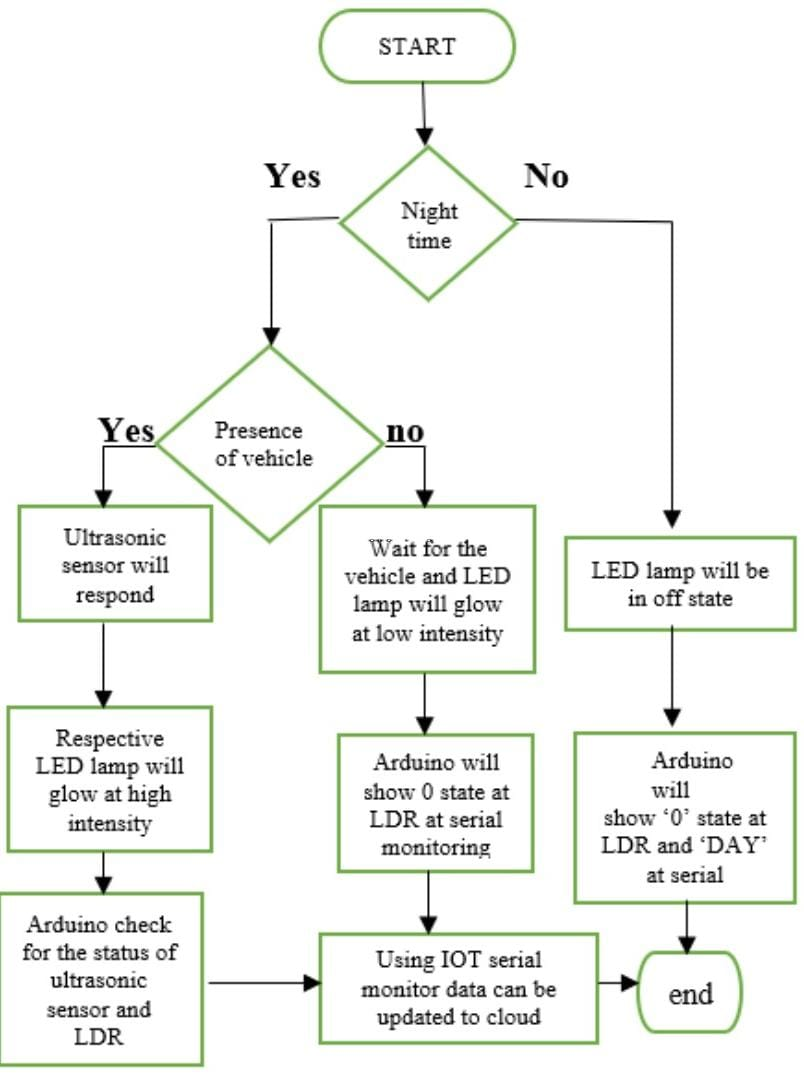 START
Yes
No
Night
time
Yes
Presence
of vehicle
no
Ultrasonic
sensor will
respond
Wait for the
vehicle and LED
lamp will glow
at low intensity
LED lamp will be
in off state
Respective
LED lamp will
glow at high
intensity
Arduino will
show 0 state at
LDR at serial
monitoring
Arduino
will
show ‘0’ state at
LDR and ‘DAY’
at serial
Arduino check
for the status of
ultrasonic
sensor and
LDR
Using IOT serial
monitor data can be
updated to cloud
end